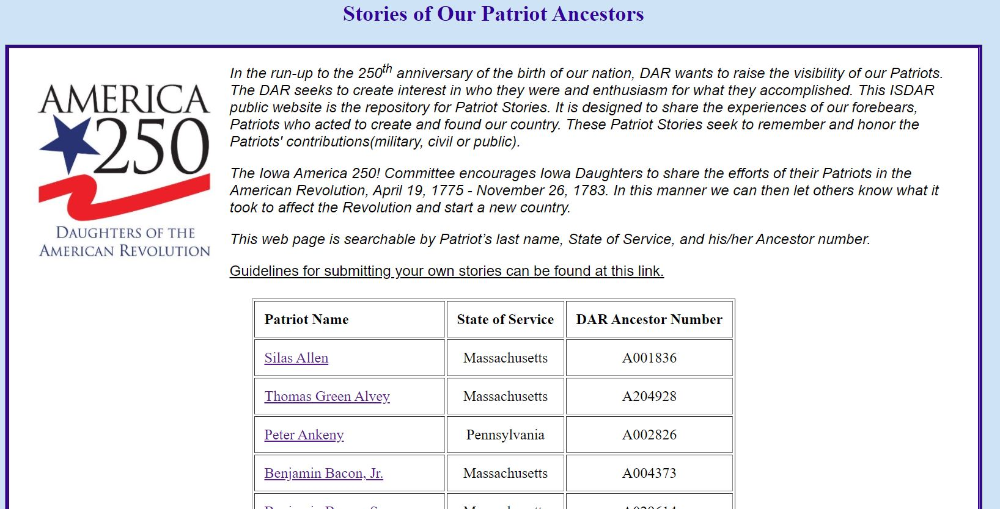 Stories of Our Patriot Ancestors
AMERICA
250
DAUGHTERS OF THE
AMERICAN REVOLUTION
In the run-up to the 250th anniversary of the birth of our nation, DAR wants to raise the visibility of our Patriots.
The DAR seeks to create interest in who they were and enthusiasm for what they accomplished. This ISDAR
public website is the repository for Patriot Stories. It is designed to share the experiences of our forebears,
Patriots who acted to create and found our country. These Patriot Stories seek to remember and honor the
Patriots' contributions(military, civil or public).
The Iowa America 250! Committee encourages Iowa Daughters to share the efforts of their Patriots in the
American Revolution, April 19, 1775 - November 26, 1783. In this manner we can then let others know what it
took to affect the Revolution and start a new country.
This web page is searchable by Patriot’s last name, State of Service, and his/her Ancestor number.
Guidelines for submitting your own stories can be found at this link.
Patriot Name State of Service DAR Ancestor Number
Silas Allen Massachusetts A001836
Thomas Green Alvey Massachusetts A204928
Peter Ankeny Pennsylvania A002826
Benjamin Bacon, Jr. Massachusetts A004373